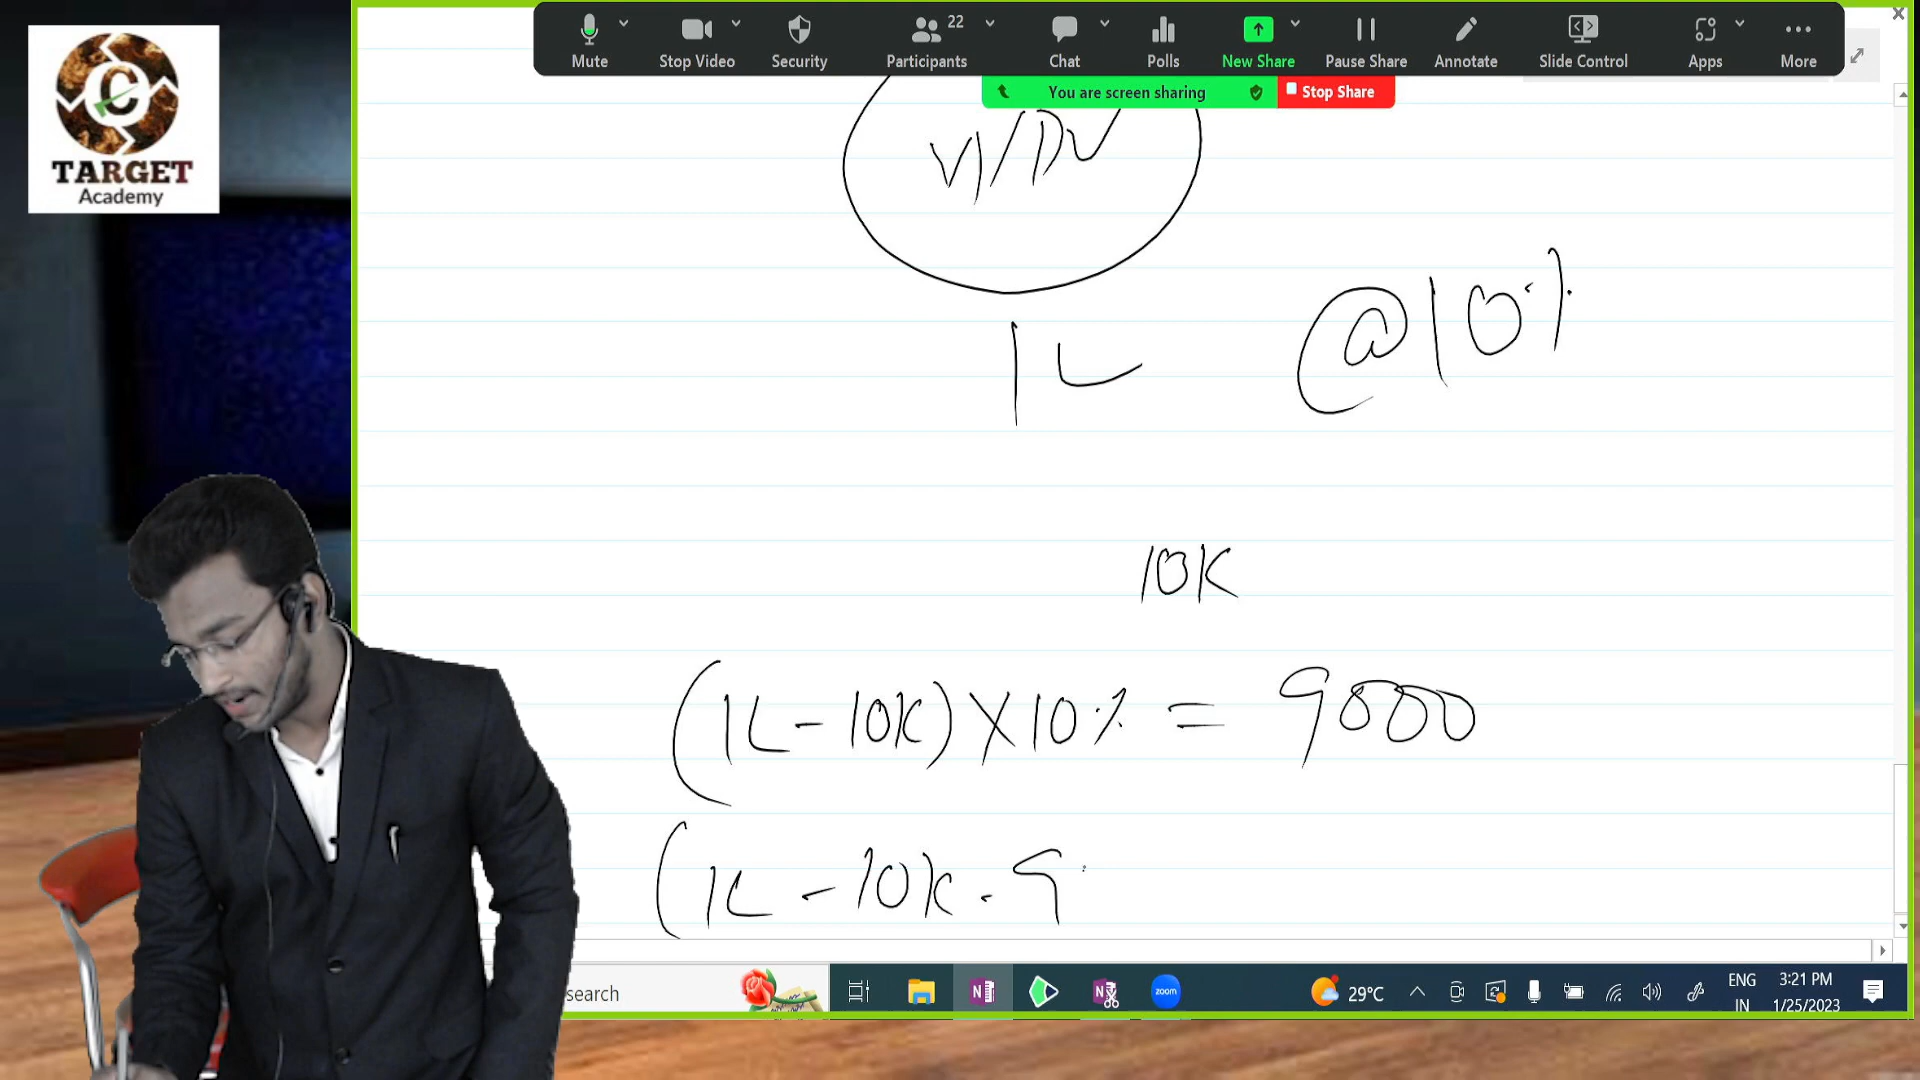 TARGET
Academy
Mute
Stop Video
Security
Participants
22
Chat
Polls
New Share
Pause Share
Annotate
Slide Control
Apps
More
You are screen sharing
Stop Share
1L @10%
10K
(1L - 10K) X 10% = 9000
(1L - 10K - 9
search
zoom
29°C
ENG
IN
3:21 PM
1/25/2023